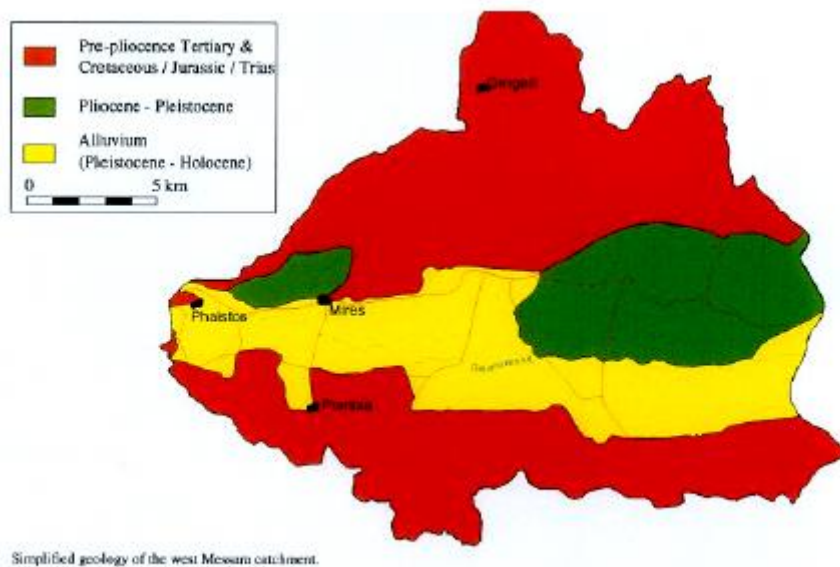 Pre-pliocence Tertiary &
Cretaceous / Jurassic / Trias
Pliocene - Pleistocene
Alluvium
(Pleistocene - Holocene)
0 5 km
Phaistos
Mires
Simplified geology of the west Messara catchment.